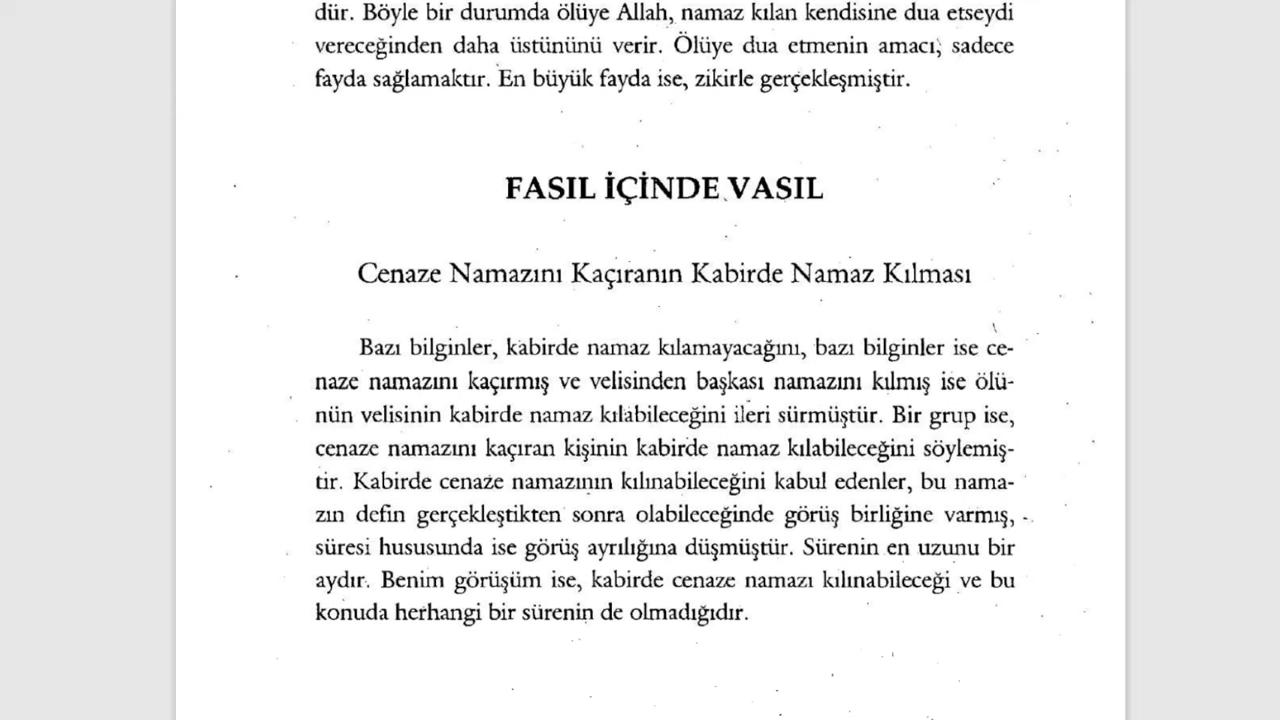 dür. Böyle bir durumda ölüye Allah, namaz kılan kendisine dua etseydi
vereceğinden daha üstününü verir. Ölüye dua etmenin amacı, sadece
fayda sağlamaktır. En büyük fayda ise, zikirle gerçekleşmiştir.
FASIL İÇİNDE VASIL
Cenaze Namazını Kaçıranın Kabirde Namaz Kılması
Bazı bilginler, kabirde namaz kılamayacağını, bazı bilginler ise ce-
naze namazını kaçırmış ve velisinden başkası namazını kılmış ise ölü-
nün velisinin kabirde namaz kılabileceğini ileri sürmüştür. Bir grup ise,
cenaze namazını kaçıran kişinin kabirde namaz kılabileceğini söylemiş-
tir. Kabirde cenaze namazının kılınabileceğini kabul edenler, bu nama-
zın defin gerçekleştikten sonra olabileceğinde görüş birliğine varmış,
süresi hususunda ise görüş ayrılığına düşmüştür. Sürenin en uzunu bir
aydır. Benim görüşüm ise, kabirde cenaze namazı kılınabileceği ve bu
konuda herhangi bir sürenin de olmadığıdır.